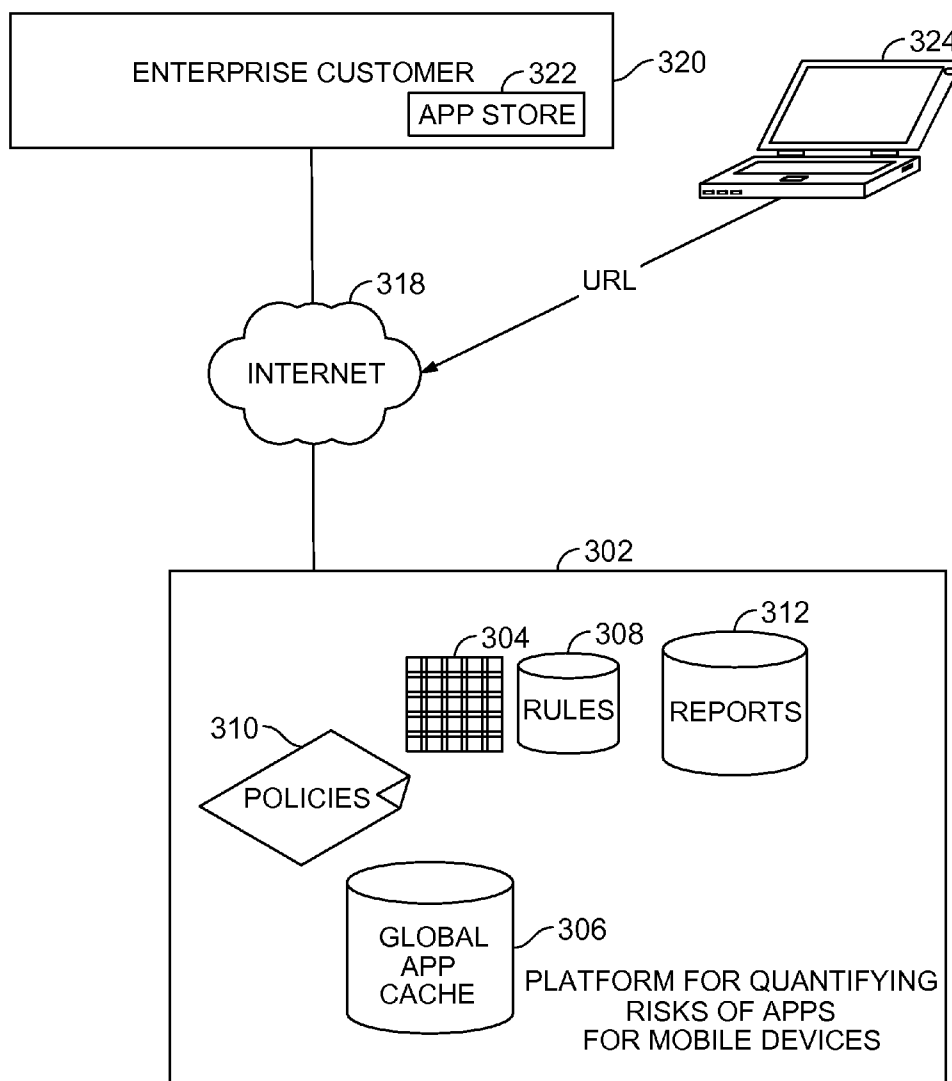 324
ENTERPRISE CUSTOMER
322
320
APP STORE
URL
318
INTERNET
302
304
308
312
RULES
REPORTS
310
POLICIES
306
GLOBAL
APP
CACHE
PLATFORM FOR QUANTIFYING
RISKS OF APPS
FOR MOBILE DEVICES